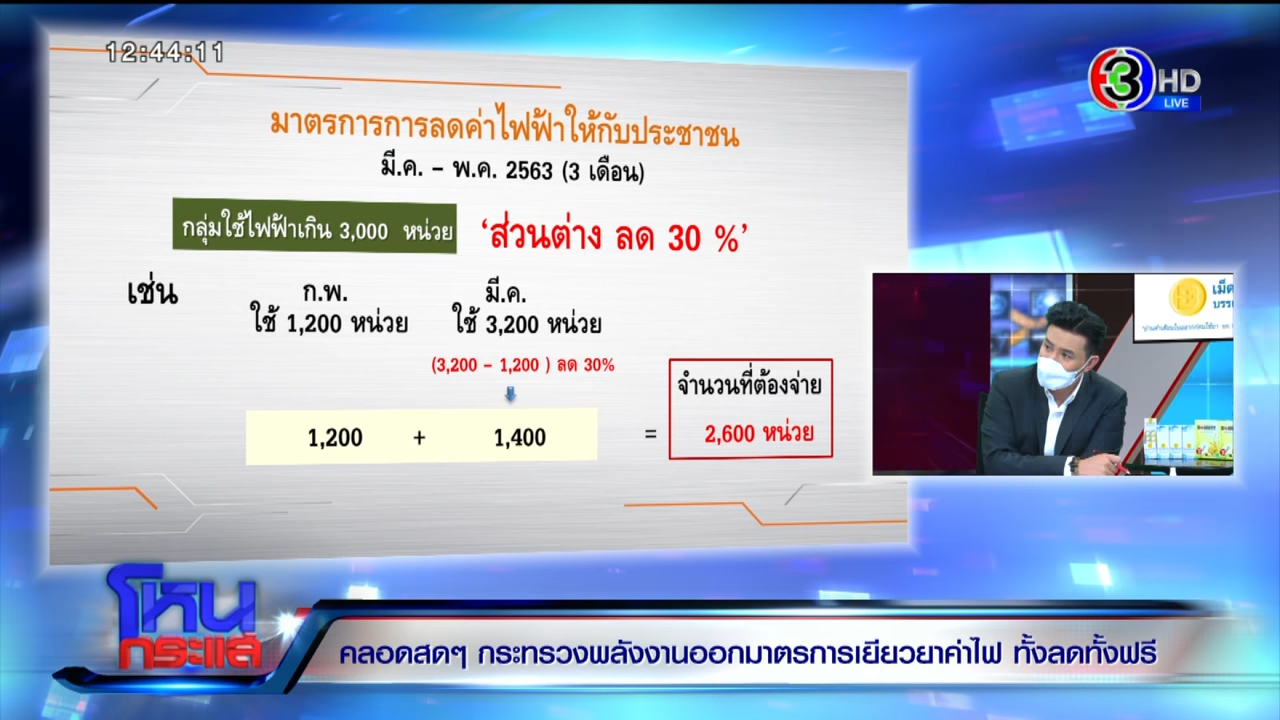 12:44:11
3 HD
LIVE
มาตรการการลดค่าไฟฟ้าให้กับประชาชน
มี.ค. – พ.ค. 2563 (3 เดือน)
กลุ่มใช้ไฟฟ้าเกิน 3,000 หน่วย
‘ส่วนต่าง ลด 30 %’
เช่น
ก.พ.
ใช้ 1,200 หน่วย
มี.ค.
ใช้ 3,200 หน่วย
(3,200 – 1,200 ) ลด 30%
1,200 + 1,400 =
จำนวนที่ต้องจ่าย
2,600 หน่วย
โหน
กระแส
คลอดสดๆ กระทรวงพลังงานออกมาตรการเยียวยาค่าไฟ ทั้งลดทั้งฟรี